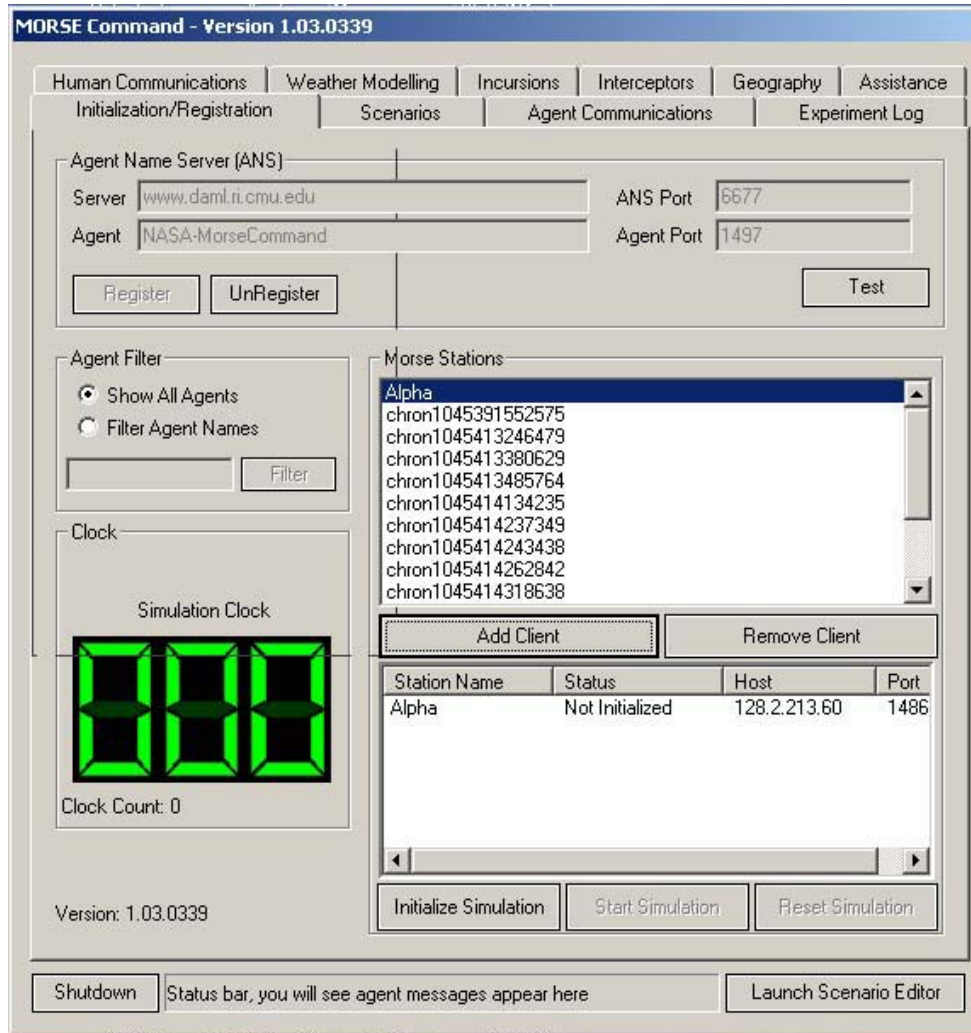 MORSE Command - Version 1.03.0339
Human Communications
Weather Modelling
Incursions
Interceptors
Geography
Assistance
Initialization/Registration
Scenarios
Agent Communications
Experiment Log
Agent Name Server (ANS)
Server www.daml.ri.cmu.edu
ANS Port 6677
Agent NASA-MorseCommand
Agent Port 1497
Register
UnRegister
Test
Agent Filter
Show All Agents
Filter Agent Names
Filter
Clock
Simulation Clock
000
Clock Count: 0
Version: 1.03.0339
Morse Stations
Alpha
chron1045391552575
chron1045413246479
chron1045413380629
chron1045413485764
chron1045414134235
chron1045414237349
chron1045414243438
chron1045414262842
chron1045414318638
Add Client
Remove Client
Station Name Status Host Port
Alpha Not Initialized 128.2.213.60 1486
Initialize Simulation
Start Simulation
Reset Simulation
Shutdown
Status bar, you will see agent messages appear here
Launch Scenario Editor